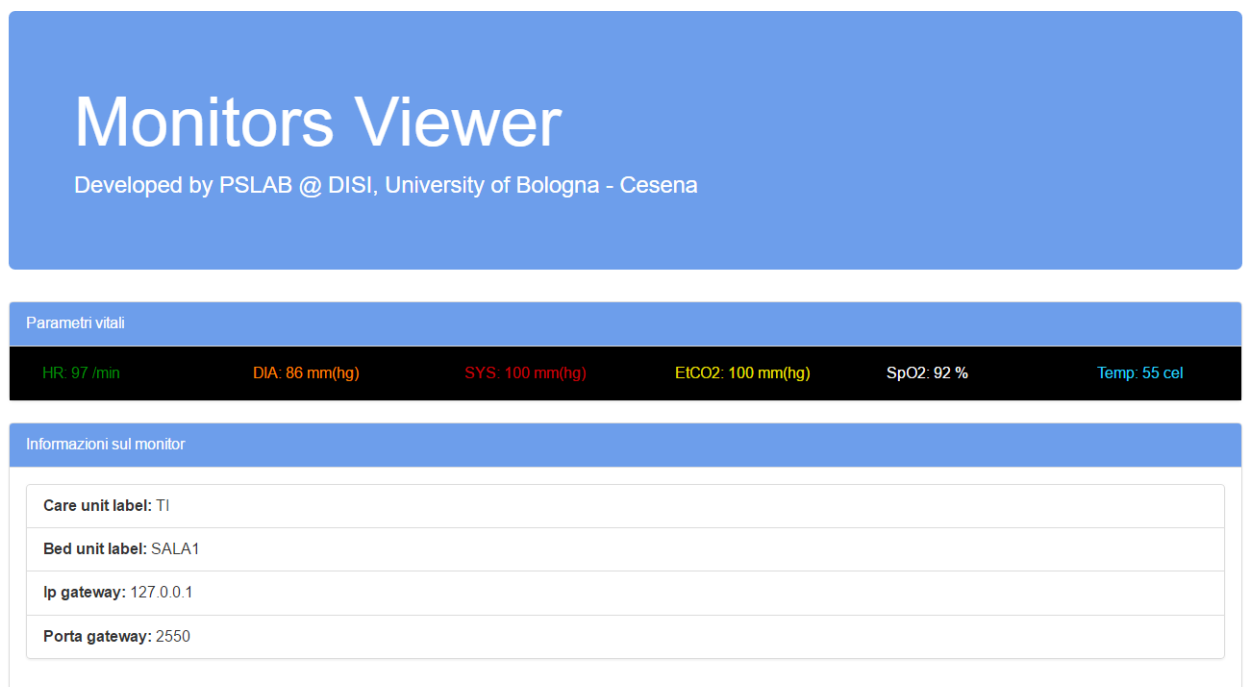 Monitors Viewer
Developed by PSLAB @ DISI, University of Bologna - Cesena
Parametri vitali
HR: 97 /min DIA: 86 mm(hg) SYS: 100 mm(hg) EtCO2: 100 mm(hg) SpO2: 92 % Temp: 55 cel
Informazioni sul monitor
Care unit label: TI
Bed unit label: SALA1
Ip gateway: 127.0.0.1
Porta gateway: 2550